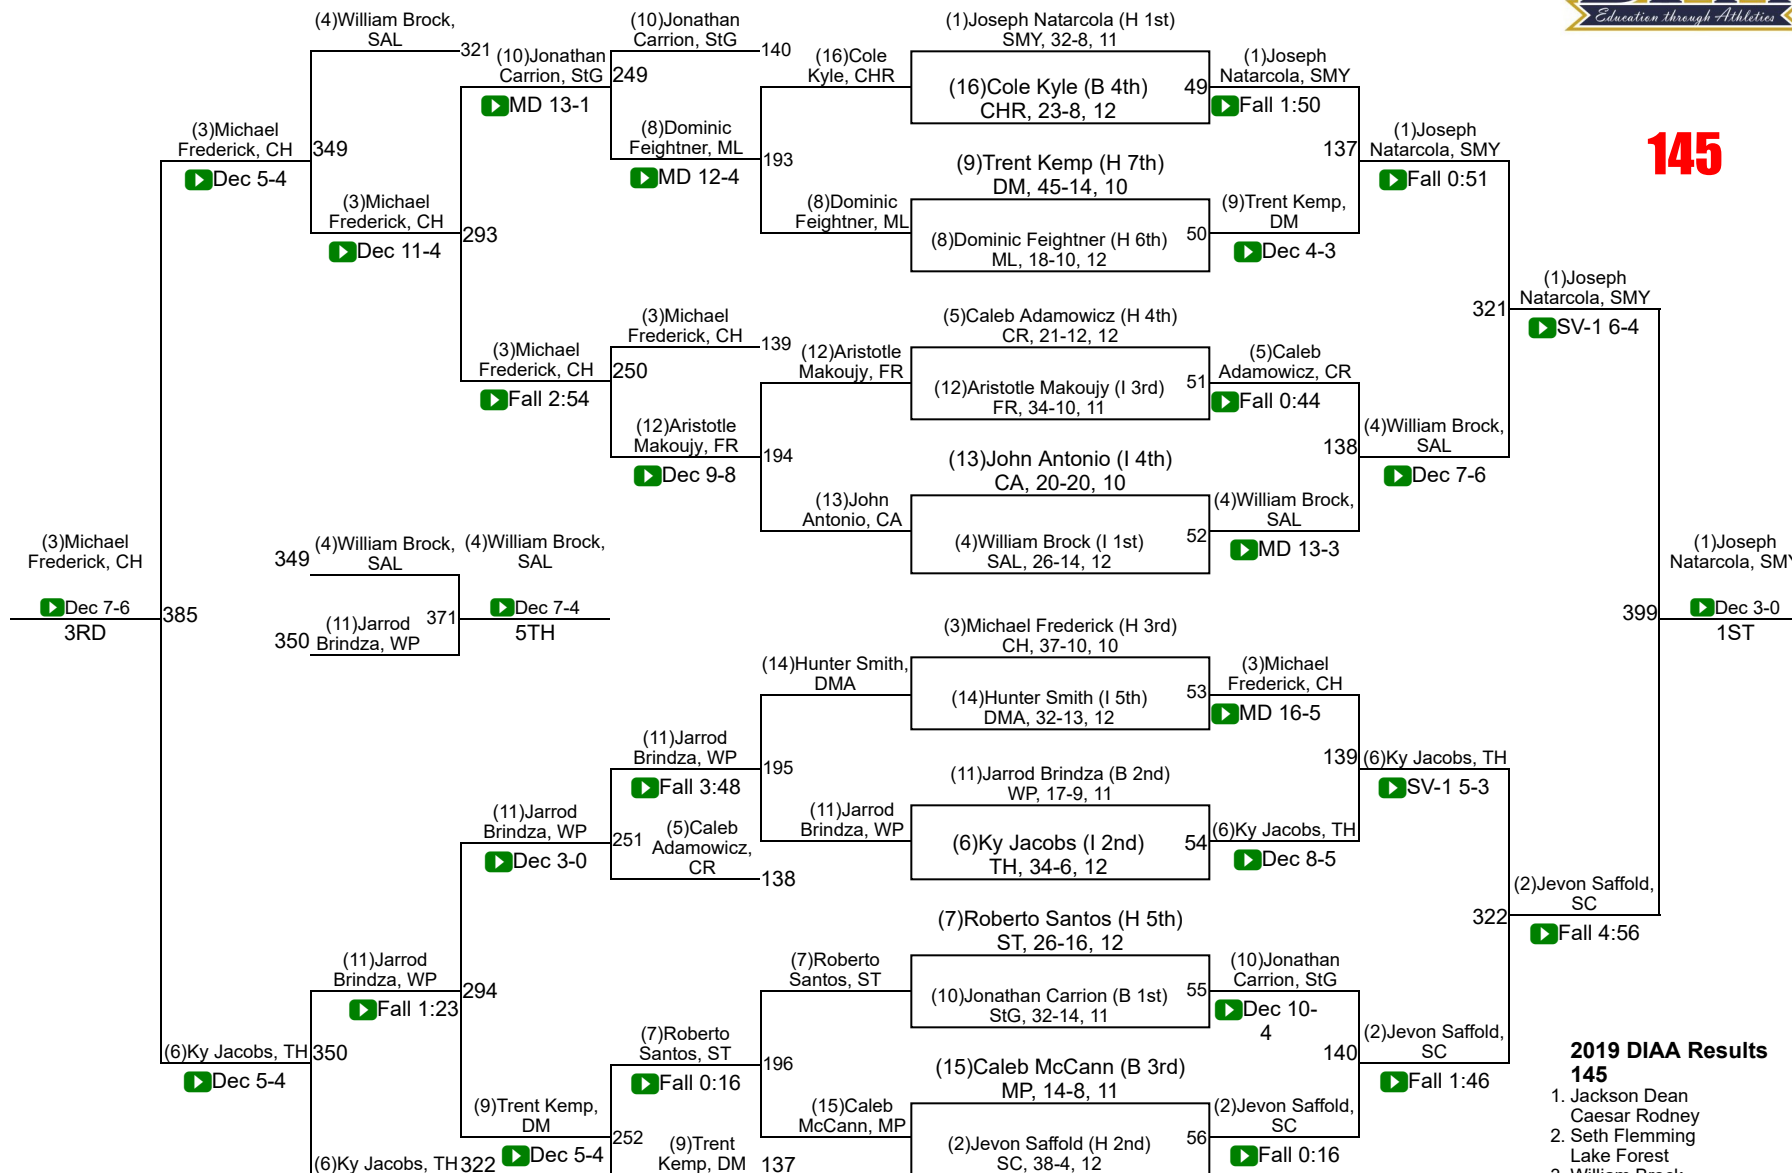 Education through Athletics
145
(4)William Brock,
SAL
321
(10)Jonathan
Carrion, StG
MD 13-1
(10)Jonathan
Carrion, StG
140
249
(8)Dominic
Feightner, ML
MD 12-4
(16)Cole
Kyle, CHR
193
(8)Dominic
Feightner, ML
(1)Joseph Natarcola (H 1st)
SMY, 32-8, 11
(16)Cole Kyle (B 4th)
CHR, 23-8, 12
49
(1)Joseph
Natarcola, SMY
Fall 1:50
(9)Trent Kemp (H 7th)
DM, 45-14, 10
(8)Dominic Feightner (H 6th)
ML, 18-10, 12
50
(9)Trent Kemp,
DM
Dec 4-3
137
(1)Joseph
Natarcola, SMY
Fall 0:51
(3)Michael
Frederick, CH
Dec 5-4
349
(3)Michael
Frederick, CH
Dec 11-4
293
(3)Michael
Frederick, CH
Fall 2:54
(3)Michael
Frederick, CH
139
250
(12)Aristotle
Makoujy, FR
Dec 9-8
(12)Aristotle
Makoujy, FR
194
(13)John
Antonio, CA
(5)Caleb Adamowicz (H 4th)
CR, 21-12, 12
(12)Aristotle Makoujy (I 3rd)
FR, 34-10, 11
51
(5)Caleb
Adamowicz, CR
Fall 0:44
(13)John Antonio (I 4th)
CA, 20-20, 10
(4)William Brock (I 1st)
SAL, 26-14, 12
52
(4)William Brock,
SAL
MD 13-3
138
(4)William Brock,
SAL
Dec 7-6
321
(1)Joseph
Natarcola, SMY
SV-1 6-4
(3)Michael
Frederick, CH
Dec 7-6
3RD
385
349
(4)William Brock,
SAL
350
(11)Jarrod
Brindza, WP
371
(4)William Brock,
SAL
Dec 7-4
5TH
399
(1)Joseph
Natarcola, SMY
Dec 3-0
1ST
(3)Michael Frederick (H 3rd)
CH, 37-10, 10
(14)Hunter Smith (I 5th)
DMA, 32-13, 12
53
(3)Michael
Frederick, CH
MD 16-5
(14)Hunter Smith,
DMA
195
(11)Jarrod
Brindza, WP
(11)Jarrod Brindza (B 2nd)
WP, 17-9, 11
(6)Ky Jacobs (I 2nd)
TH, 34-6, 12
54
(6)Ky Jacobs, TH
Dec 8-5
139
(6)Ky Jacobs, TH
SV-1 5-3
(11)Jarrod
Brindza, WP
Fall 3:48
(11)Jarrod
Brindza, WP
Dec 3-0
251
(5)Caleb
Adamowicz,
CR
138
322
(2)Jevon Saffold,
SC
Fall 4:56
(7)Roberto Santos (H 5th)
ST, 26-16, 12
(10)Jonathan Carrion (B 1st)
StG, 32-14, 11
55
(10)Jonathan
Carrion, StG
Dec 10-
4
(7)Roberto
Santos, ST
196
(15)Caleb
McCann, MP
(15)Caleb McCann (B 3rd)
MP, 14-8, 11
(2)Jevon Saffold (H 2nd)
SC, 38-4, 12
56
(2)Jevon Saffold,
SC
Fall 0:16
140
(2)Jevon Saffold,
SC
Fall 1:46
(11)Jarrod
Brindza, WP
Fall 1:23
294
(7)Roberto
Santos, ST
Fall 0:16
(6)Ky Jacobs, TH
Dec 5-4
350
(9)Trent Kemp,
DM
Dec 5-4
252
(9)Trent
Kemp, DM
137
(6)Ky Jacobs, TH
322
2019 DIAA Results
145
1. Jackson Dean
Caesar Rodney
2. Seth Flemming
Lake Forest
3. William Brock